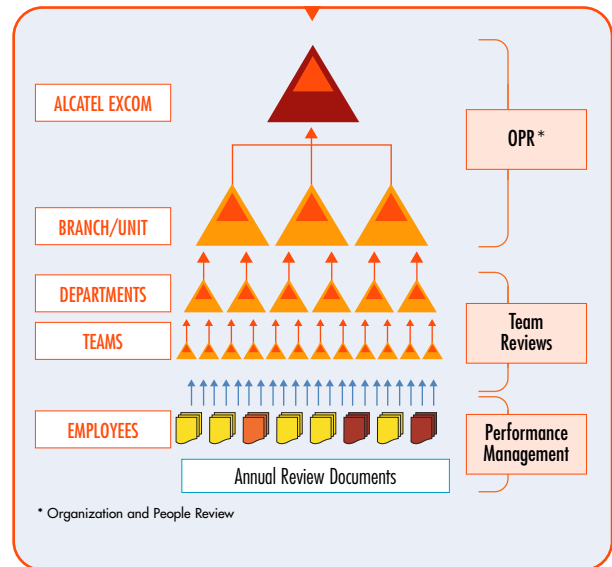 ALCATEL EXCOM
OPR *
BRANCH/UNIT
DEPARTMENTS
TEAMS
Team
Reviews
EMPLOYEES
Performance
Management
Annual Review Documents
* Organization and People Review